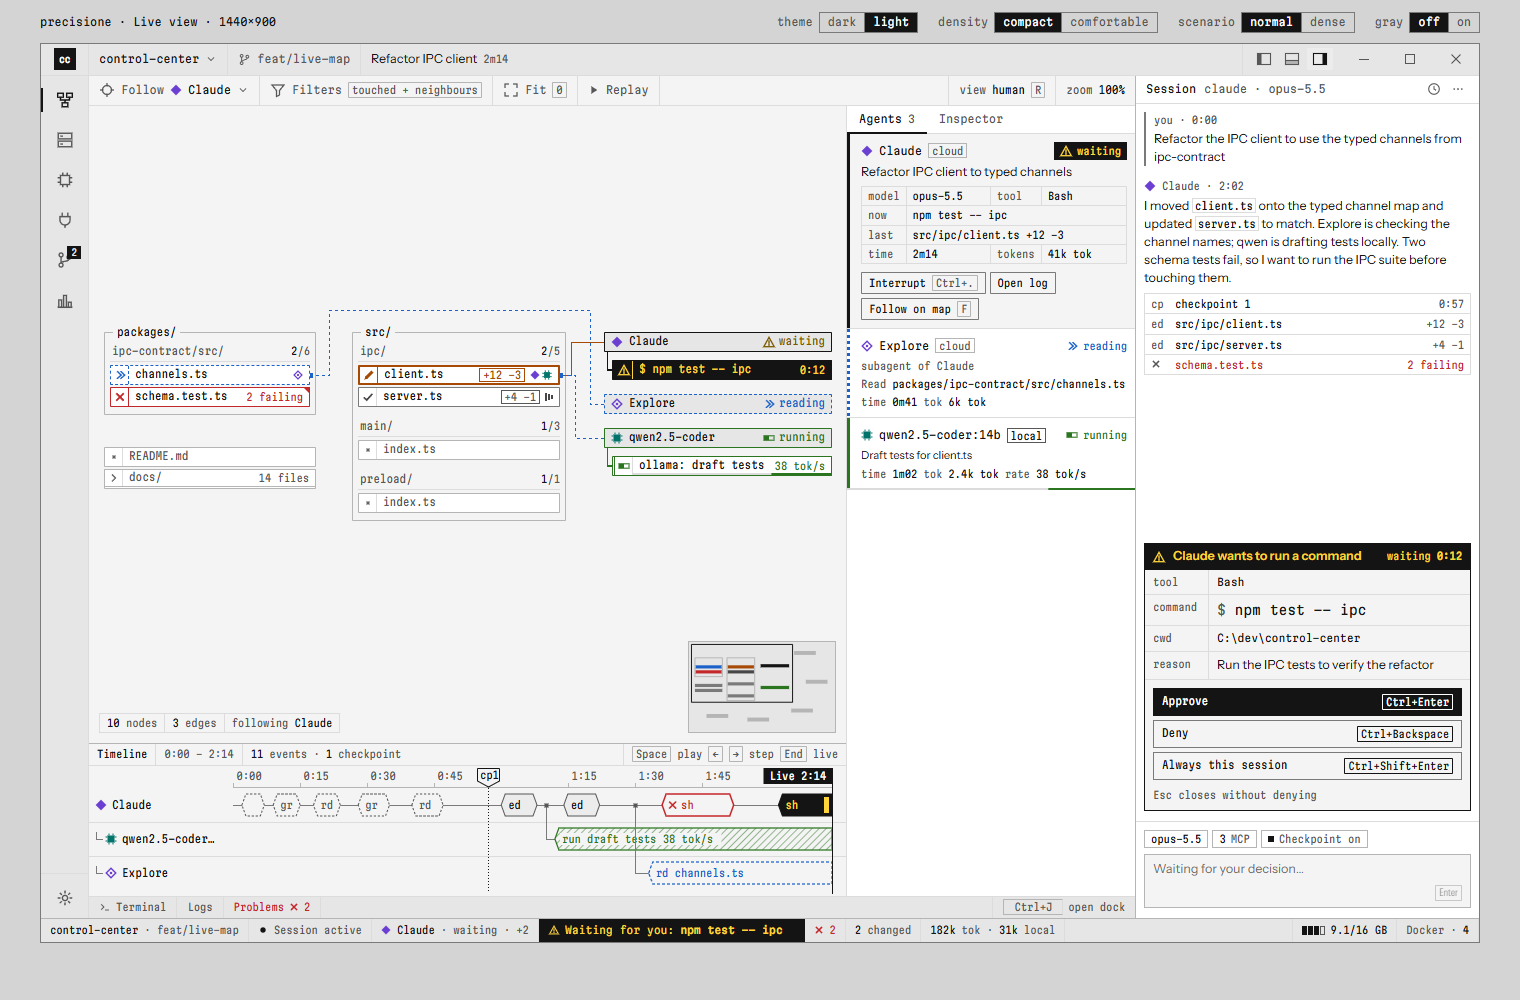 precisione · Live view · 1440×900
theme dark light density compact comfortable scenario normal dense gray off on
cc control-center feat/live-map Refactor IPC client 2m14
Follow Claude Filters touched + neighbours Fit 0 Replay view human R zoom 100%
2
packages/
ipc-contract/src/ 2/6
channels.ts
schema.test.ts 2 failing
README.md
docs/ 14 files
src/
ipc/ 2/5
client.ts +12 −3
server.ts +4 −1
main/ 1/3
index.ts
preload/ 1/1
index.ts
Claude waiting
$ npm test -- ipc 0:12
Explore reading
qwen2.5-coder running
ollama: draft tests 38 tok/s
10 nodes 3 edges following Claude
Agents 3 Inspector
Claude cloud waiting
Refactor IPC client to typed channels
model opus-5.5 tool Bash
now npm test -- ipc
last src/ipc/client.ts +12 −3
time 2m14 tokens 41k tok
Interrupt Ctrl+. Open log
Follow on map F
Explore cloud reading
subagent of Claude
Read packages/ipc-contract/src/channels.ts
time 0m41 tok 6k tok
qwen2.5-coder:14b local running
Draft tests for client.ts
time 1m02 tok 2.4k tok rate 38 tok/s
Session claude · opus-5.5
you · 0:00
Refactor the IPC client to use the typed channels from
ipc-contract
Claude · 2:02
I moved client.ts onto the typed channel map and
updated server.ts to match. Explore is checking the
channel names; qwen is drafting tests locally. Two
schema tests fail, so I want to run the IPC suite before
touching them.
cp checkpoint 1 0:57
ed src/ipc/client.ts +12 −3
ed src/ipc/server.ts +4 −1
schema.test.ts 2 failing
Claude wants to run a command waiting 0:12
tool Bash
command $ npm test -- ipc
cwd C:\dev\control-center
reason Run the IPC tests to verify the refactor
Approve Ctrl+Enter
Deny Ctrl+Backspace
Always this session Ctrl+Shift+Enter
Esc closes without denying
opus-5.5 3 MCP Checkpoint on
Waiting for your decision…
Enter
Timeline 0:00 – 2:14 11 events · 1 checkpoint Space play ← → step End live
0:00 0:15 0:30 0:45 cp1 1:15 1:30 1:45 Live 2:14
Claude gr rd gr rd ed ed sh sh
qwen2.5-coder… run draft tests 38 tok/s
Explore rd channels.ts
Terminal Logs Problems 2 Ctrl+J open dock
control-center · feat/live-map Session active Claude · waiting · +2 Waiting for you: npm test -- ipc 2 2 changed 182k tok · 31k local 9.1/16 GB Docker · 4